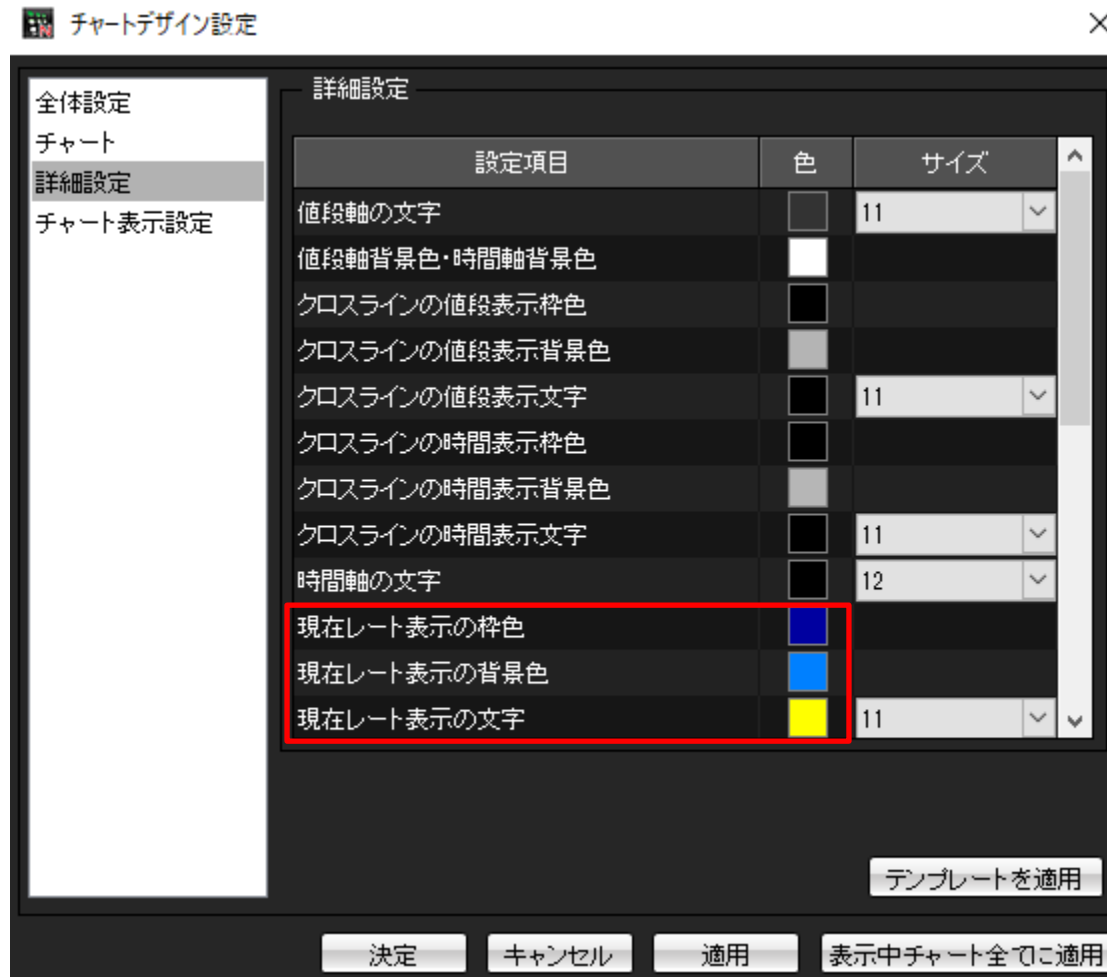 チャートデザイン設定
全体設定
チャート
詳細設定
チャート表示設定
詳細設定
設定項目 色 サイズ
値段軸の文字 11
値段軸背景色・時間軸背景色
クロスラインの値段表示枠色
クロスラインの値段表示背景色
クロスラインの値段表示文字 11
クロスラインの時間表示枠色
クロスラインの時間表示背景色
クロスラインの時間表示文字 11
時間軸の文字 12
現在レート表示の枠色
現在レート表示の背景色
現在レート表示の文字 11
テンプレートを適用
決定 キャンセル 適用 表示中チャート全てに適用